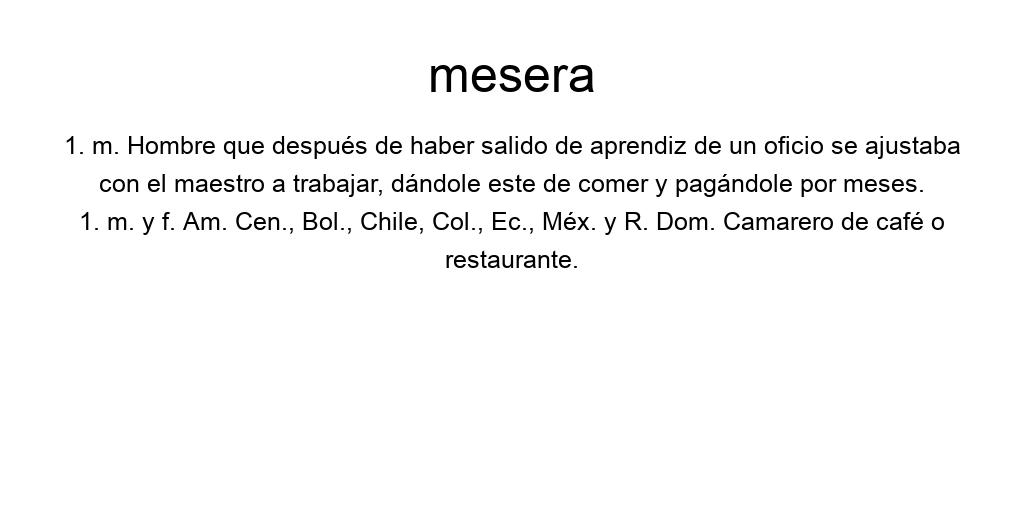 mesera
1. m. Hombre que después de haber salido de aprendiz de un oficio se ajustaba
con el maestro a trabajar, dándole este de comer y pagándole por meses.
1. m. y f. Am. Cen., Bol., Chile, Col., Ec., Méx. y R. Dom. Camarero de café o
restaurante.